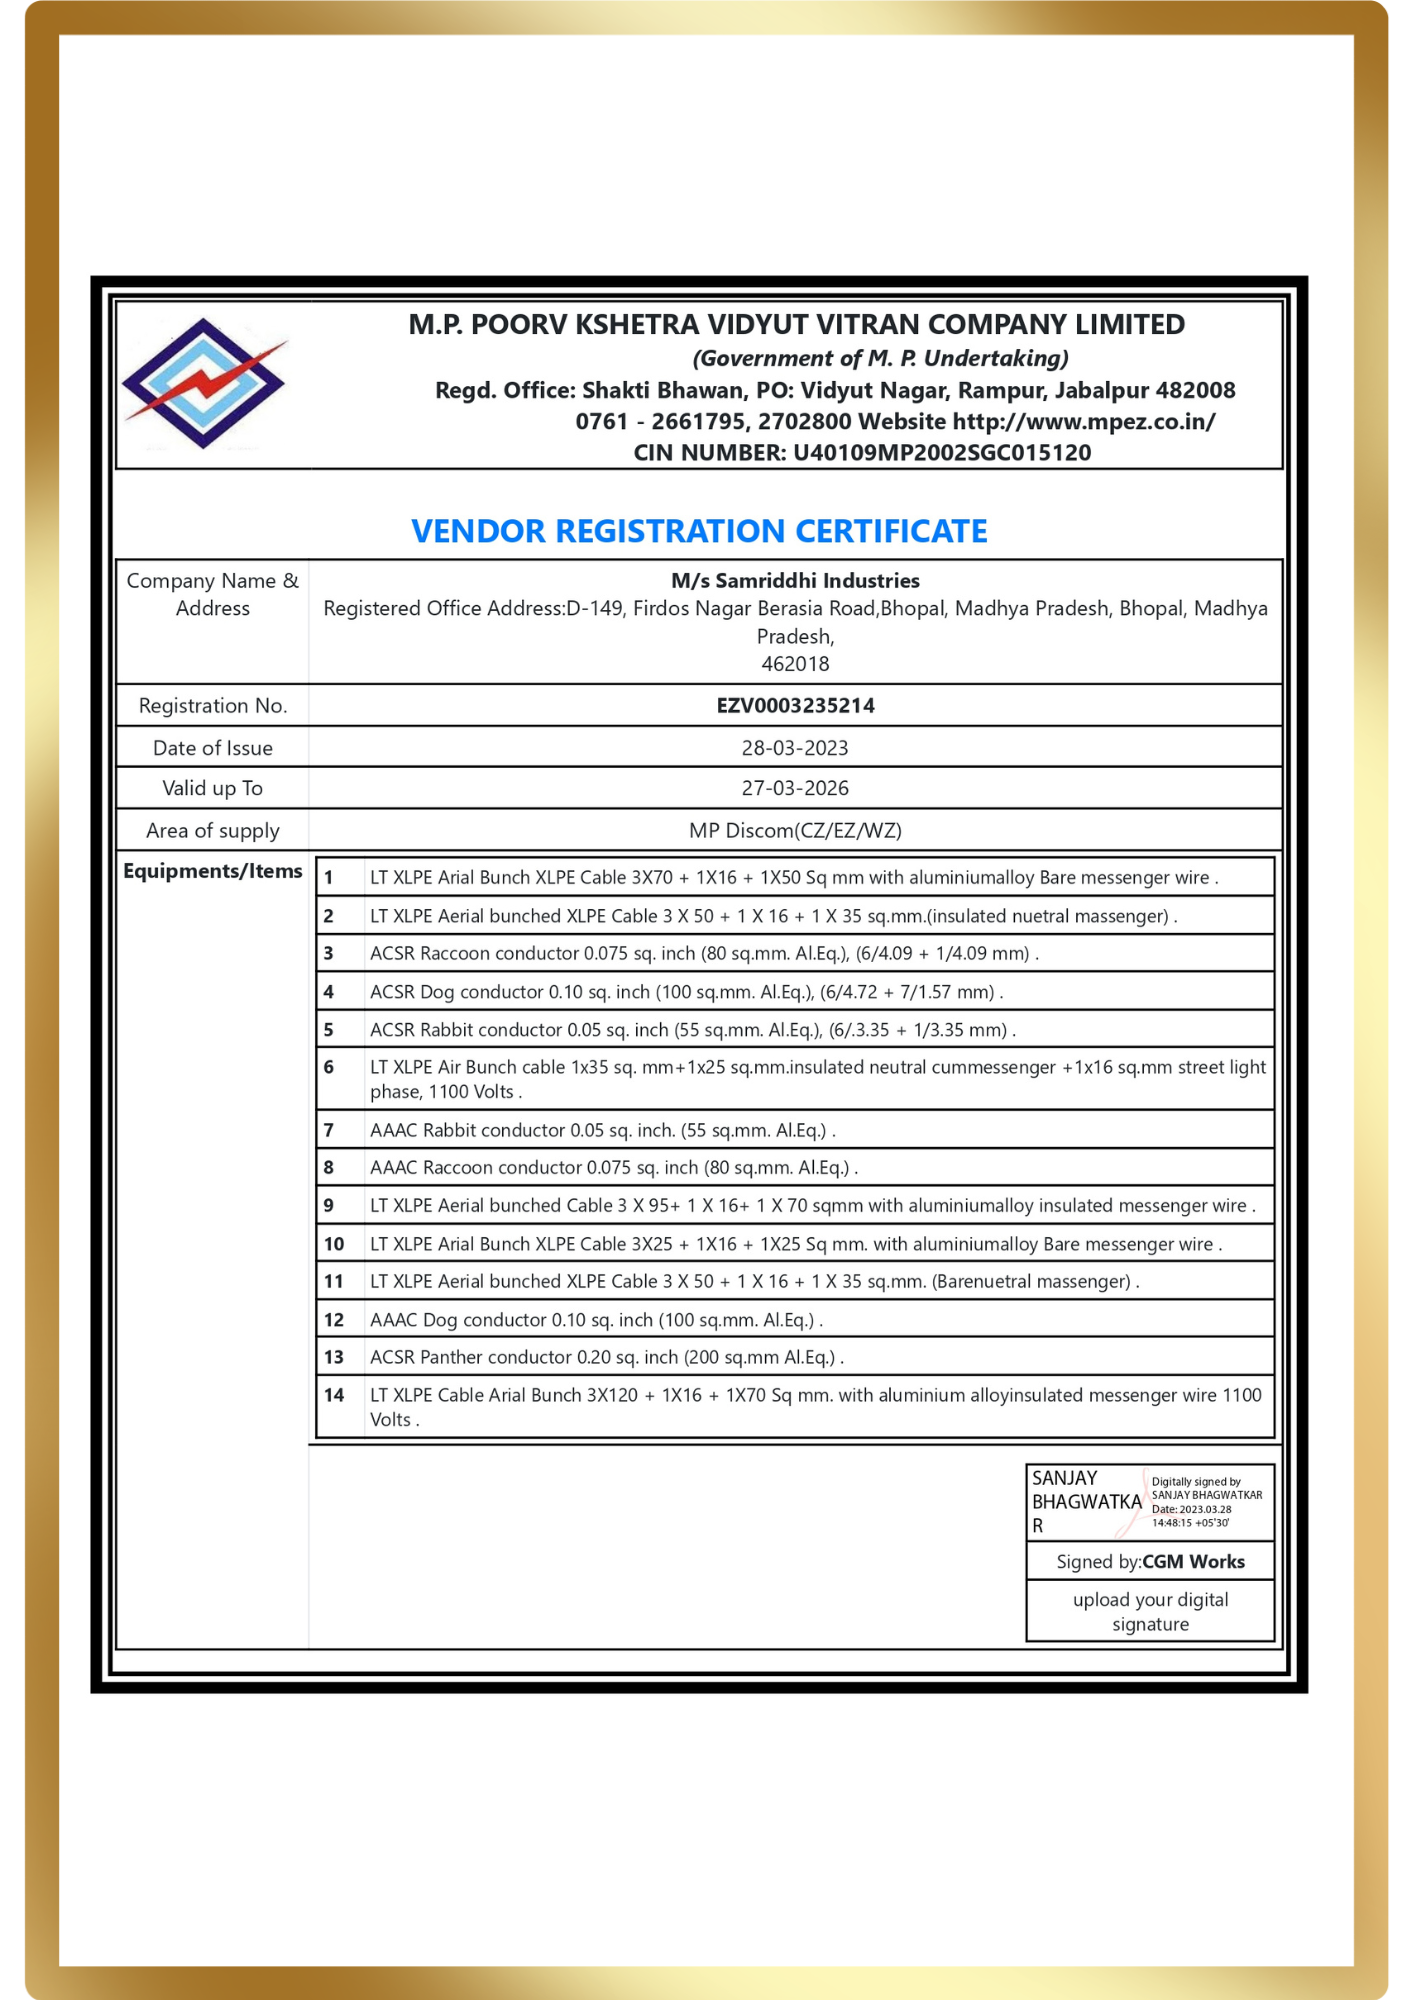 M.P. POORV KSHETRA VIDYUT VITRAN COMPANY LIMITED
(Government of M. P. Undertaking)
Regd. Office: Shakti Bhawan, PO: Vidyut Nagar, Rampur, Jabalpur 482008
0761 - 2661795, 2702800 Website http://www.mpez.co.in/
CIN NUMBER: U40109MP2002SGC015120
VENDOR REGISTRATION CERTIFICATE
Company Name &
Address
M/s Samriddhi Industries
Registered Office Address:D-149, Firdos Nagar Berasia Road,Bhopal, Madhya Pradesh, Bhopal, Madhya
Pradesh,
462018
Registration No. EZV0003235214
Date of Issue 28-03-2023
Valid up To 27-03-2026
Area of supply MP Discom(CZ/EZ/WZ)
Equipments/Items
1 LT XLPE Arial Bunch XLPE Cable 3X70 + 1X16 + 1X50 Sq mm with aluminiumalloy Bare messenger wire .
2 LT XLPE Aerial bunched XLPE Cable 3 X 50 + 1 X 16 + 1 X 35 sq.mm.(insulated nuetral massenger) .
3 ACSR Raccoon conductor 0.075 sq. inch (80 sq.mm. Al.Eq.), (6/4.09 + 1/4.09 mm) .
4 ACSR Dog conductor 0.10 sq. inch (100 sq.mm. Al.Eq.), (6/4.72 + 7/1.57 mm) .
5 ACSR Rabbit conductor 0.05 sq. inch (55 sq.mm. Al.Eq.), (6/.3.35 + 1/3.35 mm) .
6 LT XLPE Air Bunch cable 1x35 sq. mm+1x25 sq.mm.insulated neutral cummessenger +1x16 sq.mm street light
phase, 1100 Volts .
7 AAAC Rabbit conductor 0.05 sq. inch. (55 sq.mm. Al.Eq.) .
8 AAAC Raccoon conductor 0.075 sq. inch (80 sq.mm. Al.Eq.) .
9 LT XLPE Aerial bunched Cable 3 X 95+ 1 X 16+ 1 X 70 sqmm with aluminiumalloy insulated messenger wire .
10 LT XLPE Arial Bunch XLPE Cable 3X25 + 1X16 + 1X25 Sq mm. with aluminiumalloy Bare messenger wire .
11 LT XLPE Aerial bunched XLPE Cable 3 X 50 + 1 X 16 + 1 X 35 sq.mm. (Barenuetral massenger) .
12 AAAC Dog conductor 0.10 sq. inch (100 sq.mm. Al.Eq.) .
13 ACSR Panther conductor 0.20 sq. inch (200 sq.mm Al.Eq.) .
14 LT XLPE Cable Arial Bunch 3X120 + 1X16 + 1X70 Sq mm. with aluminium alloyinsulated messenger wire 1100
Volts .
SANJAY
BHAGWATKA
R
Digitally signed by
SANJAY BHAGWATKAR
Date: 2023.03.28
14:48:15 +05'30'
Signed by:CGM Works
upload your digital
signature